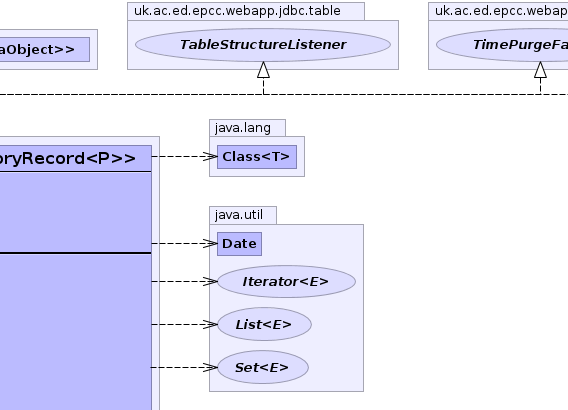 uk.ac.ed.epcc.webapp.jdbc.table
uk.ac.ed.epcc.webapp
aObject>>
TableStructureListener
TimePurgeFa
java.lang
oryRecord<P>>
Class<T>
java.util
Date
Iterator<E>
List<E>
Set<E>